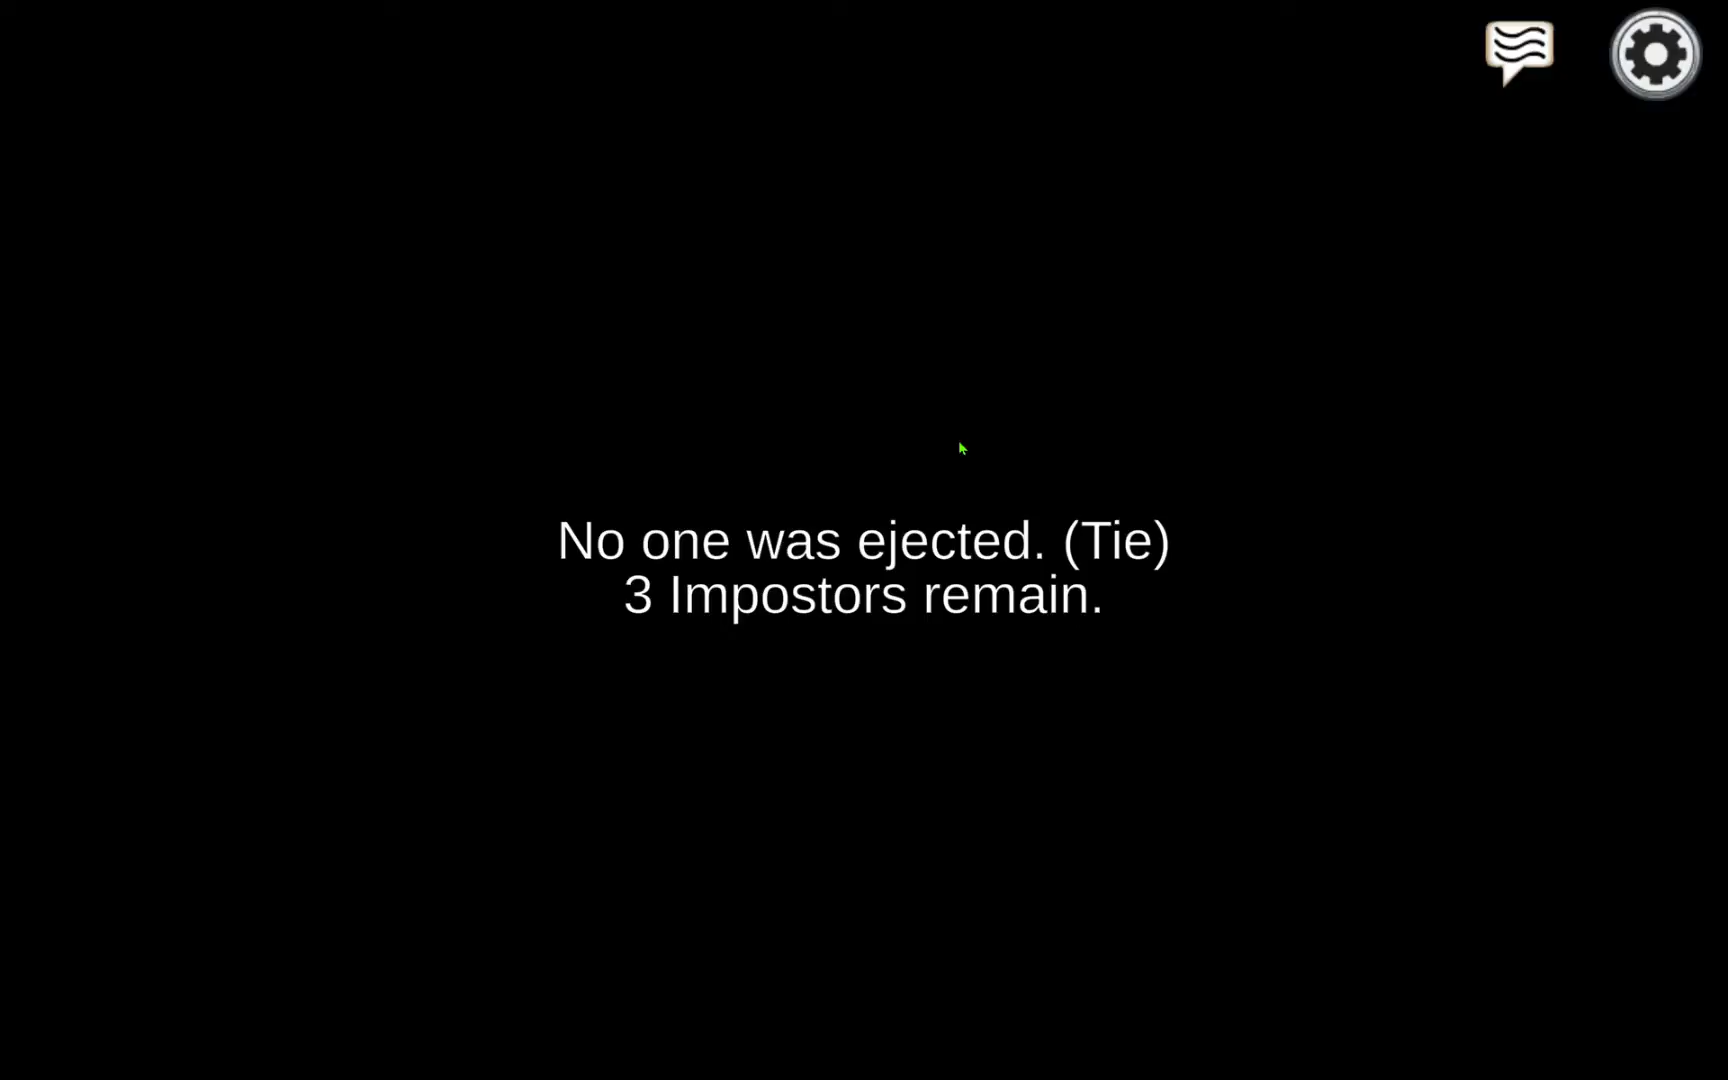 No one was ejected. (Tie)
3 Impostors remain.